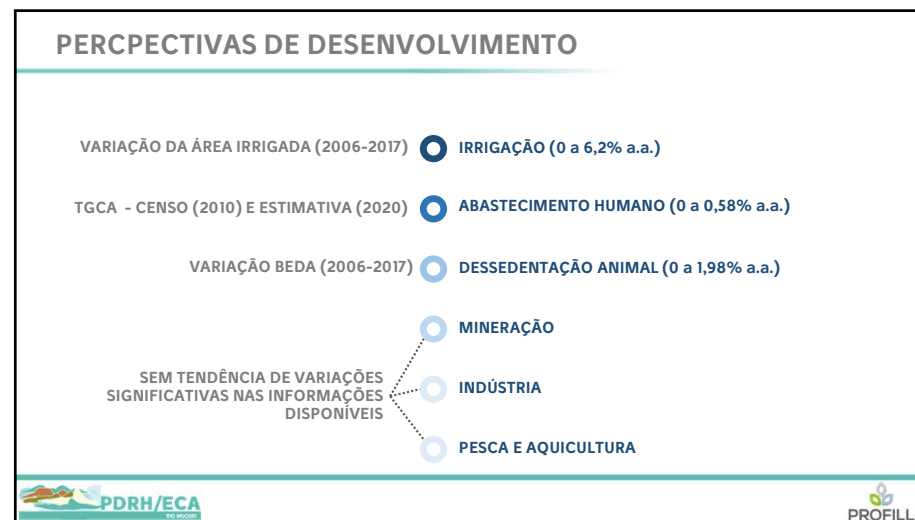 PERCPECTIVAS DE DESENVOLVIMENTO
VARIAÇÃO DA ÁREA IRRIGADA (2006-2017)
IRRIGAÇÃO (0 a 6,2% a.a.)
TGCA - CENSO (2010) E ESTIMATIVA (2020)
ABASTECIMENTO HUMANO (0 a 0,58% a.a.)
VARIAÇÃO BEDA (2006-2017)
DESSEDENTAÇÃO ANIMAL (0 a 1,98% a.a.)
SEM TENDÊNCIA DE VARIAÇÕES
SIGNIFICATIVAS NAS INFORMAÇÕES
DISPONÍVEIS
MINERAÇÃO
INDÚSTRIA
PESCA E AQUICULTURA
PDRH/ECA
RIO MUCURI
PROFILL